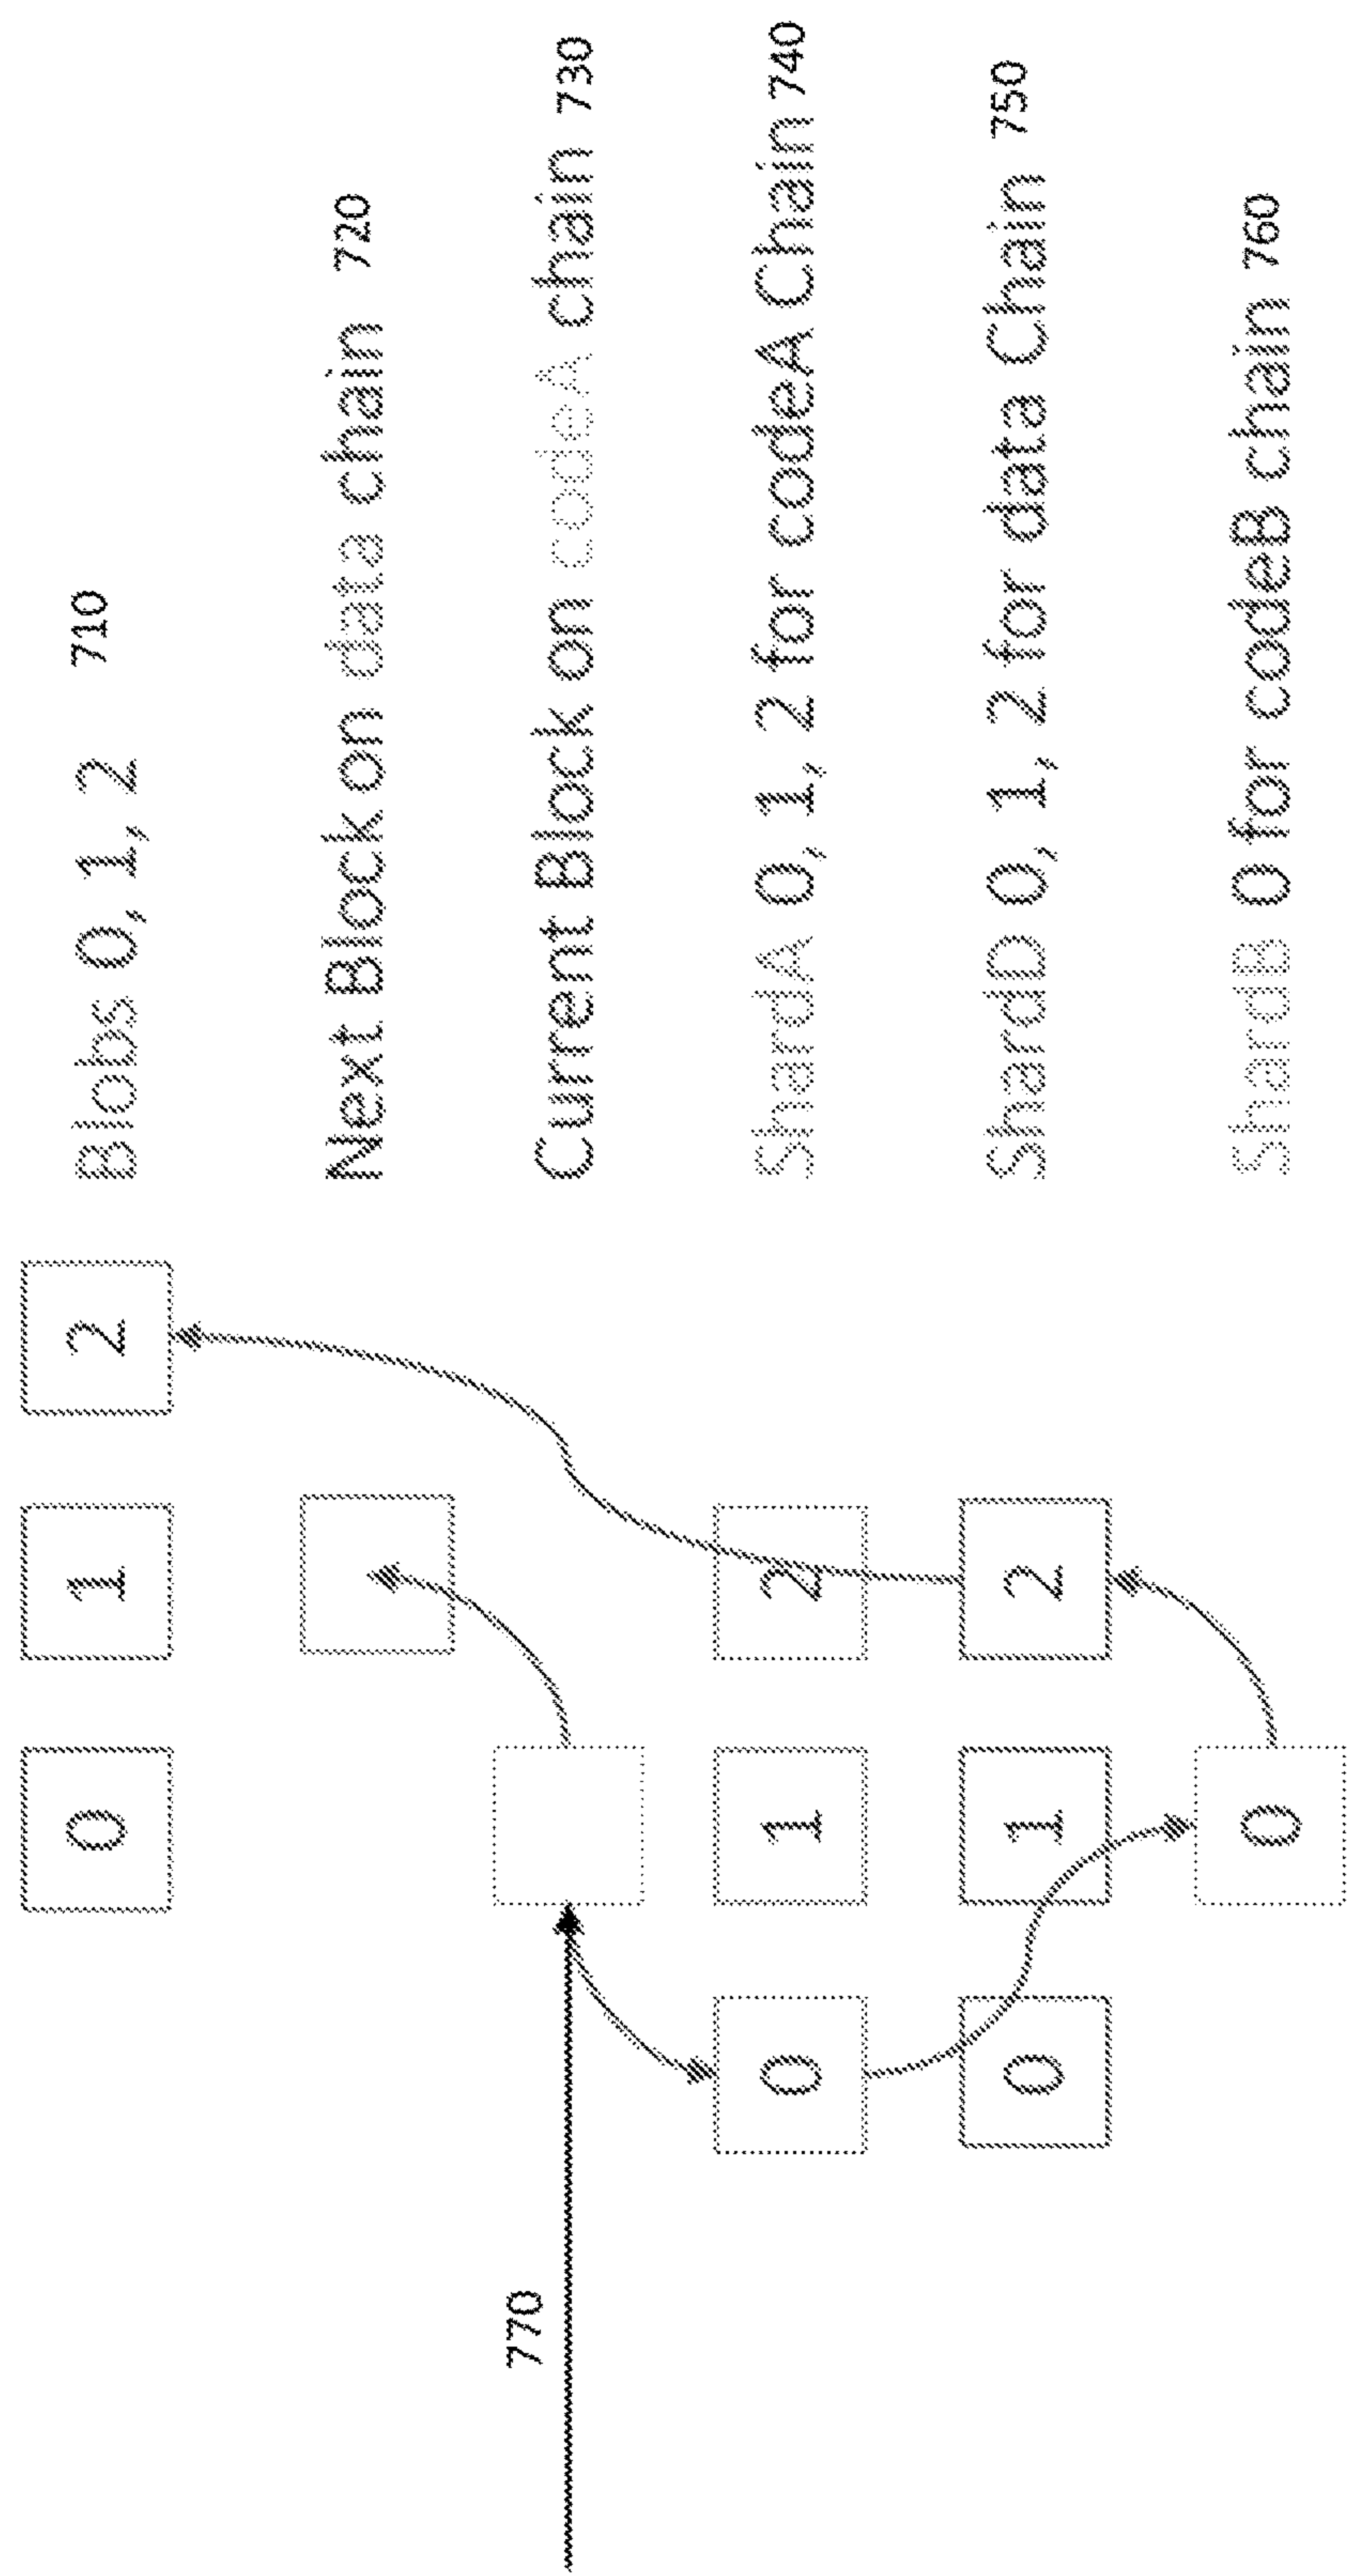 0 1 2 Blobs 0, 1, 2 710
Next Block on data chain 720
770 Current Block on codeA chain 730
0 1 2 ShardA 0, 1, 2 for codeA Chain 740
0 1 2 ShardD 0, 1, 2 for data Chain 750
0 ShardB 0 for codeB chain 760